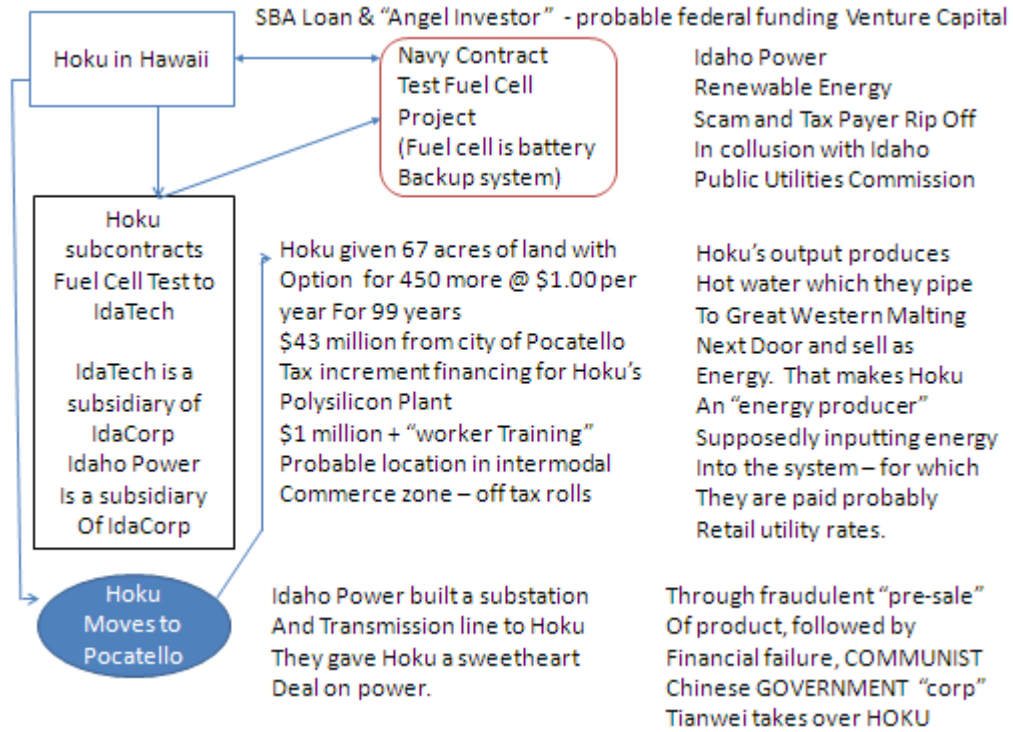 SBA Loan & “Angel Investor” - probable federal funding Venture Capital
Hoku in Hawaii
Navy Contract
Test Fuel Cell
Project
(Fuel cell is battery
Backup system)
Idaho Power
Renewable Energy
Scam and Tax Payer Rip Off
In collusion with Idaho
Public Utilities Commission
Hoku
subcontracts
Fuel Cell Test to
IdaTech
IdaTech is a
subsidiary of
IdaCorp
Idaho Power
Is a subsidiary
Of IdaCorp
Hoku given 67 acres of land with
Option for 450 more @ $1.00 per
year For 99 years
$43 million from city of Pocatello
Tax increment financing for Hoku’s
Polysilicon Plant
$1 million + “worker Training”
Probable location in intermodal
Commerce zone – off tax rolls
Hoku’s output produces
Hot water which they pipe
To Great Western Malting
Next Door and sell as
Energy. That makes Hoku
An “energy producer”
Supposedly inputting energy
Into the system – for which
They are paid probably
Retail utility rates.
Hoku
Moves to
Pocatello
Idaho Power built a substation
And Transmission line to Hoku
They gave Hoku a sweetheart
Deal on power.
Through fraudulent “pre-sale”
Of product, followed by
Financial failure, COMMUNIST
Chinese GOVERNMENT “corp”
Tianwei takes over HOKU